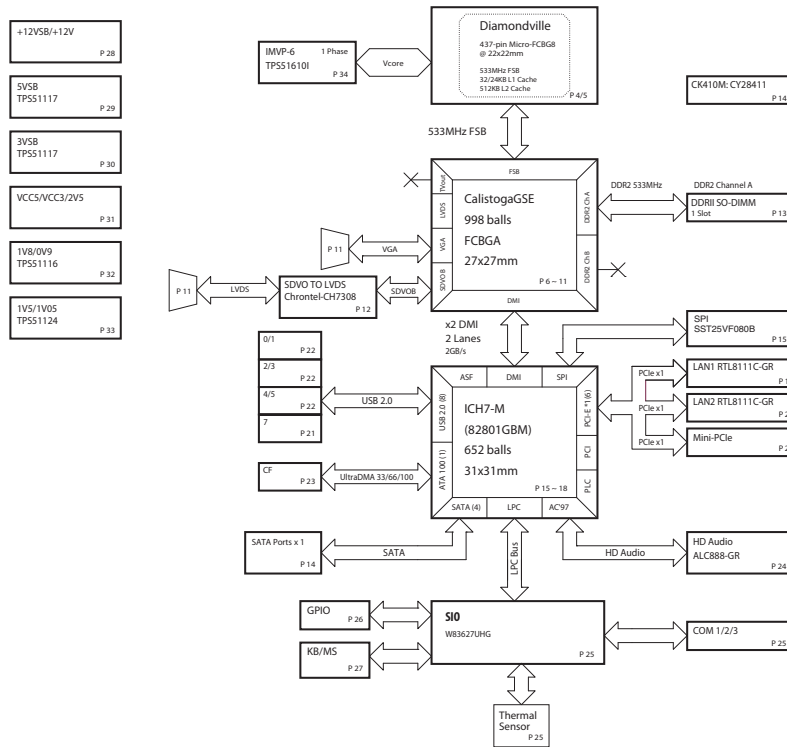 +12VSB/+12V
P 28
5VSB
TPS51117
P 29
3VSB
TPS51117
P 30
VCC5/VCC3/2V5
P 31
1V8/0V9
TPS51116
P 32
1V5/1V05
TPS51124
P 33
IMVP-6
1 Phase
TPS51610I
P 34
Vcore
Diamondville
437-pin Micro-FCBG8
@ 22x22mm
533MHz FSB
32/24KB L1 Cache
512KB L2 Cache
P 4/5
CK410M: CY28411
P 14
533MHz FSB
FSB
TVout
LVDS
VGA
SDVO B
CalistogaGSE
998 balls
FCBGA
27x27mm
P 6 ~ 11
DDR2 Ch A
DDR2 Ch B
DMI
DDR2 533MHz
DDR2 Channel A
DDRII SO-DIMM
1 Slot
P 13
P 11
VGA
P 11
LVDS
SDVO TO LVDS
Chrontel-CH7308
P 12
SDVOB
x2 DMI
2 Lanes
2GB/s
SPI
SST25VF080B
P 15
0/1
P 22
2/3
P 22
4/5
P 22
7
P 21
USB 2.0
ASF
DMI
SPI
USB 2.0 (8)
ATA 100 (1)
ICH7-M
(82801GBM)
652 balls
31x31mm
P 15 ~ 18
PCI-E *1(6)
PCI
PLC
SATA (4)
LPC
AC'97
PCIe x1
LAN1 RTL8111C-GR
PCIe x1
LAN2 RTL8111C-GR
PCIe x1
Mini-PCIe
CF
P 23
UltraDMA 33/66/100
SATA Ports x 1
P 14
SATA
LPC Bus
HD Audio
HD Audio
ALC888-GR
P 24
GPIO
P 26
KB/MS
P 27
SIO
W83627UHG
P 25
COM 1/2/3
P 25
Thermal
Sensor
P 25